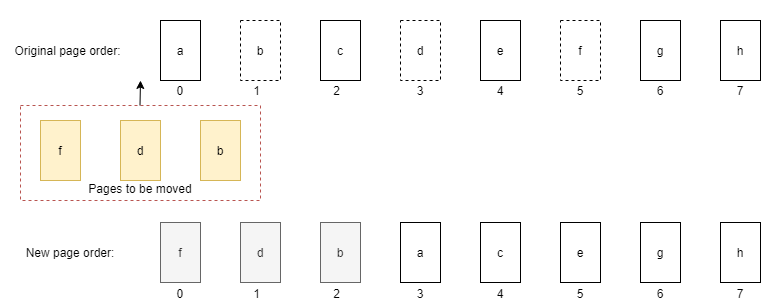 Original page order: a b c d e f g h
0 1 2 3 4 5 6 7
f d b
Pages to be moved
New page order: f d b a c e g h
0 1 2 3 4 5 6 7